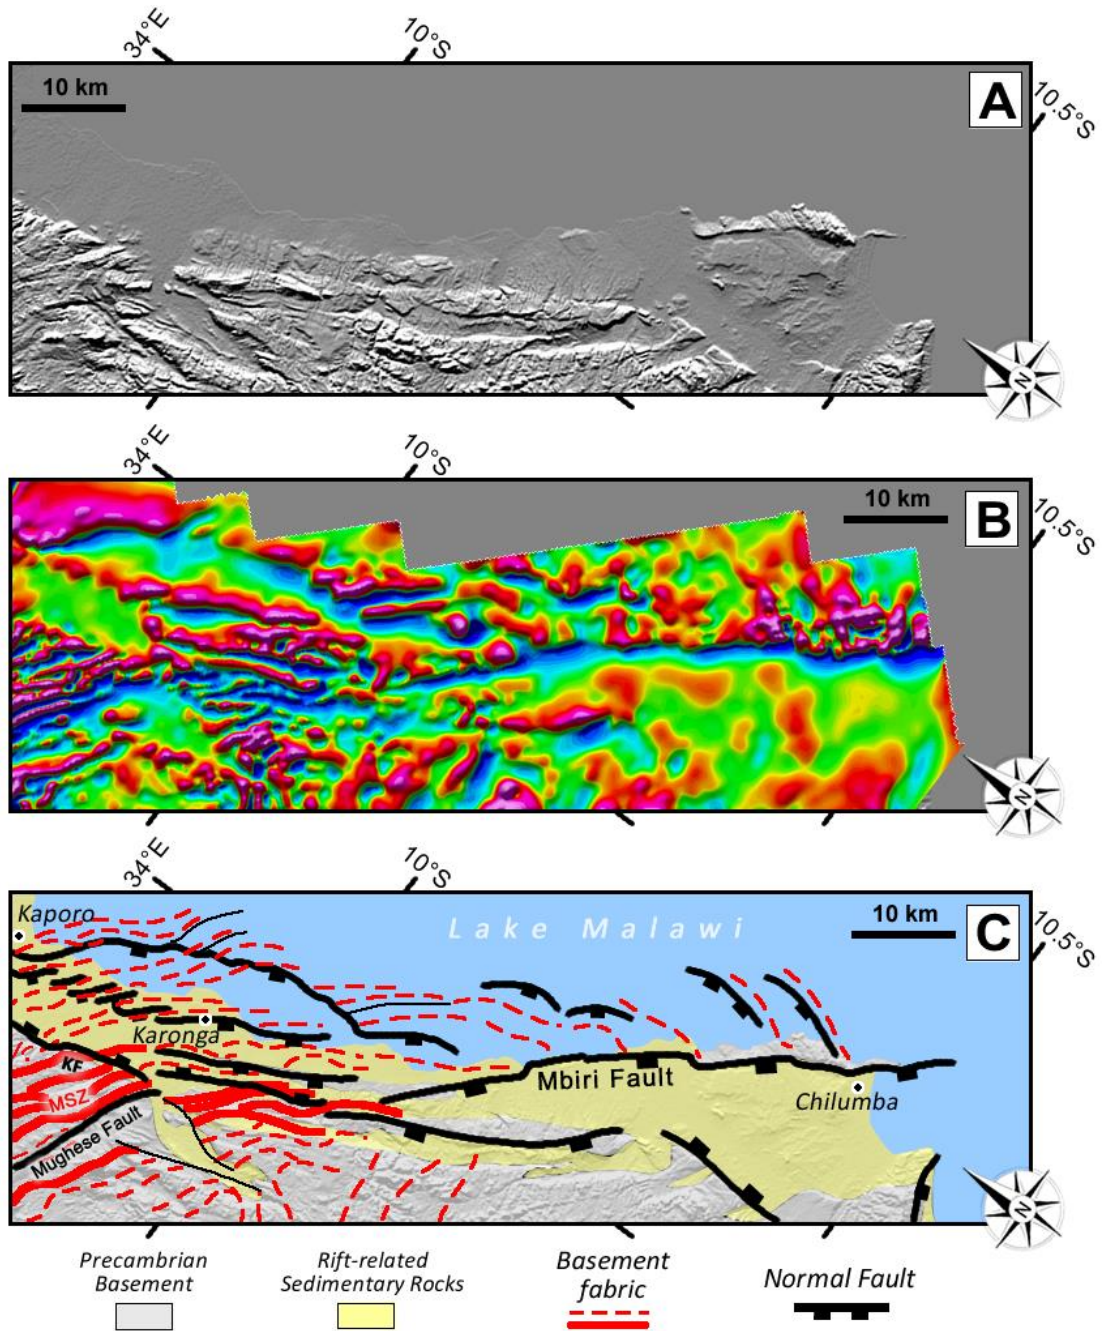 34°E
10°S
10 km
A
10.5°S
N
34°E
10°S
10 km
B
10.5°S
N
34°E
10°S
Kaporo
Lake Malawi
10 km
C
10.5°S
Karonga
KF
MSZ
Mughese Fault
Mbiri Fault
Chilumba
N
Precambrian
Basement
Rift-related
Sedimentary Rocks
Basement
fabric
Normal Fault